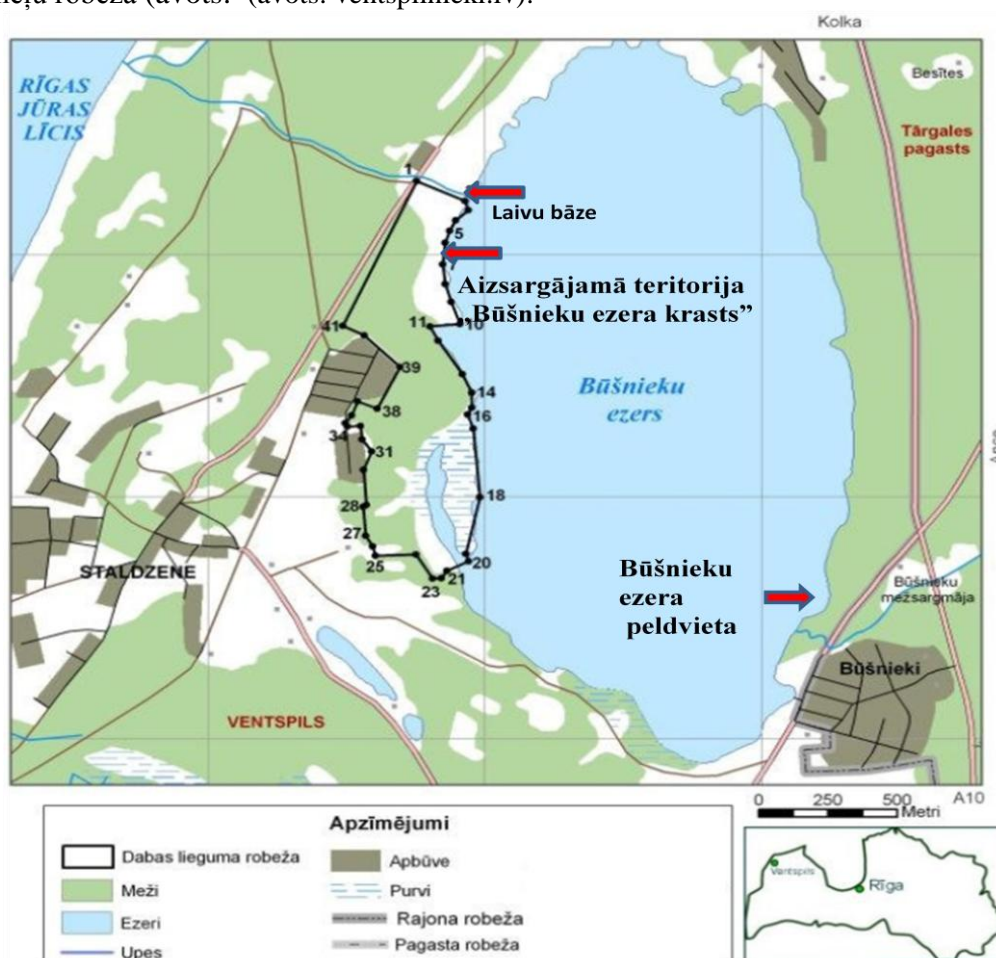 robeža (avots: (avots: ventspilnieki.lv).
Kolka
RĪGAS
JŪRAS
LĪCIS
Besītes
Tārgales
pagasts
1
Laivu bāze
5
Aizsargājamā teritorija
„Būšnieku ezera krasts”
41
11
10
39
Būšnieku
ezers
14
38
16
34
31
18
28
27
25
20
21
23
STALDZENE
Būšnieku
ezera
peldvieta
Būšnieku
mežsargmāja
Būšnieki
VENTSPILS
A10
0 250 500
Metri
Apzīmējumi
Dabas lieguma robeža
Meži
Ezeri
Upes
Apbūve
Purvi
Rajona robeža
Pagasta robeža
Ventspils
Rīga